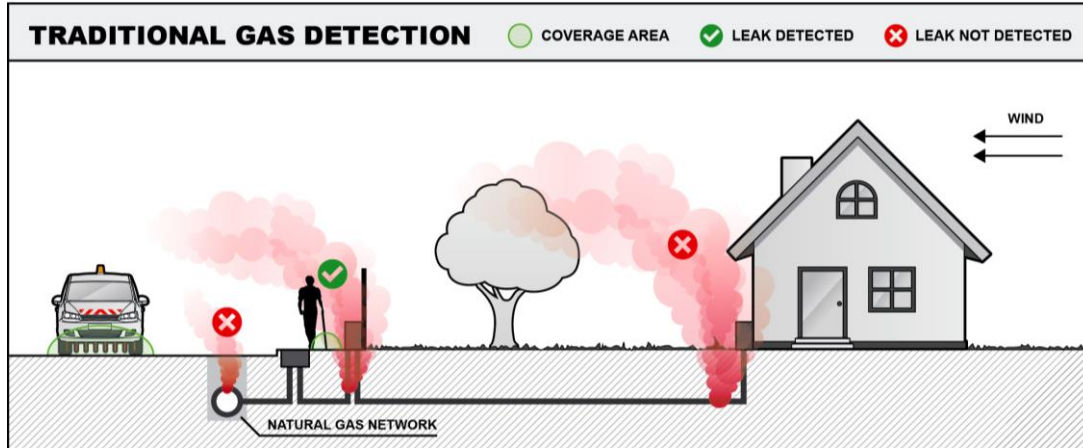 TRADITIONAL GAS DETECTION
COVERAGE AREA
LEAK DETECTED
LEAK NOT DETECTED
WIND
NATURAL GAS NETWORK